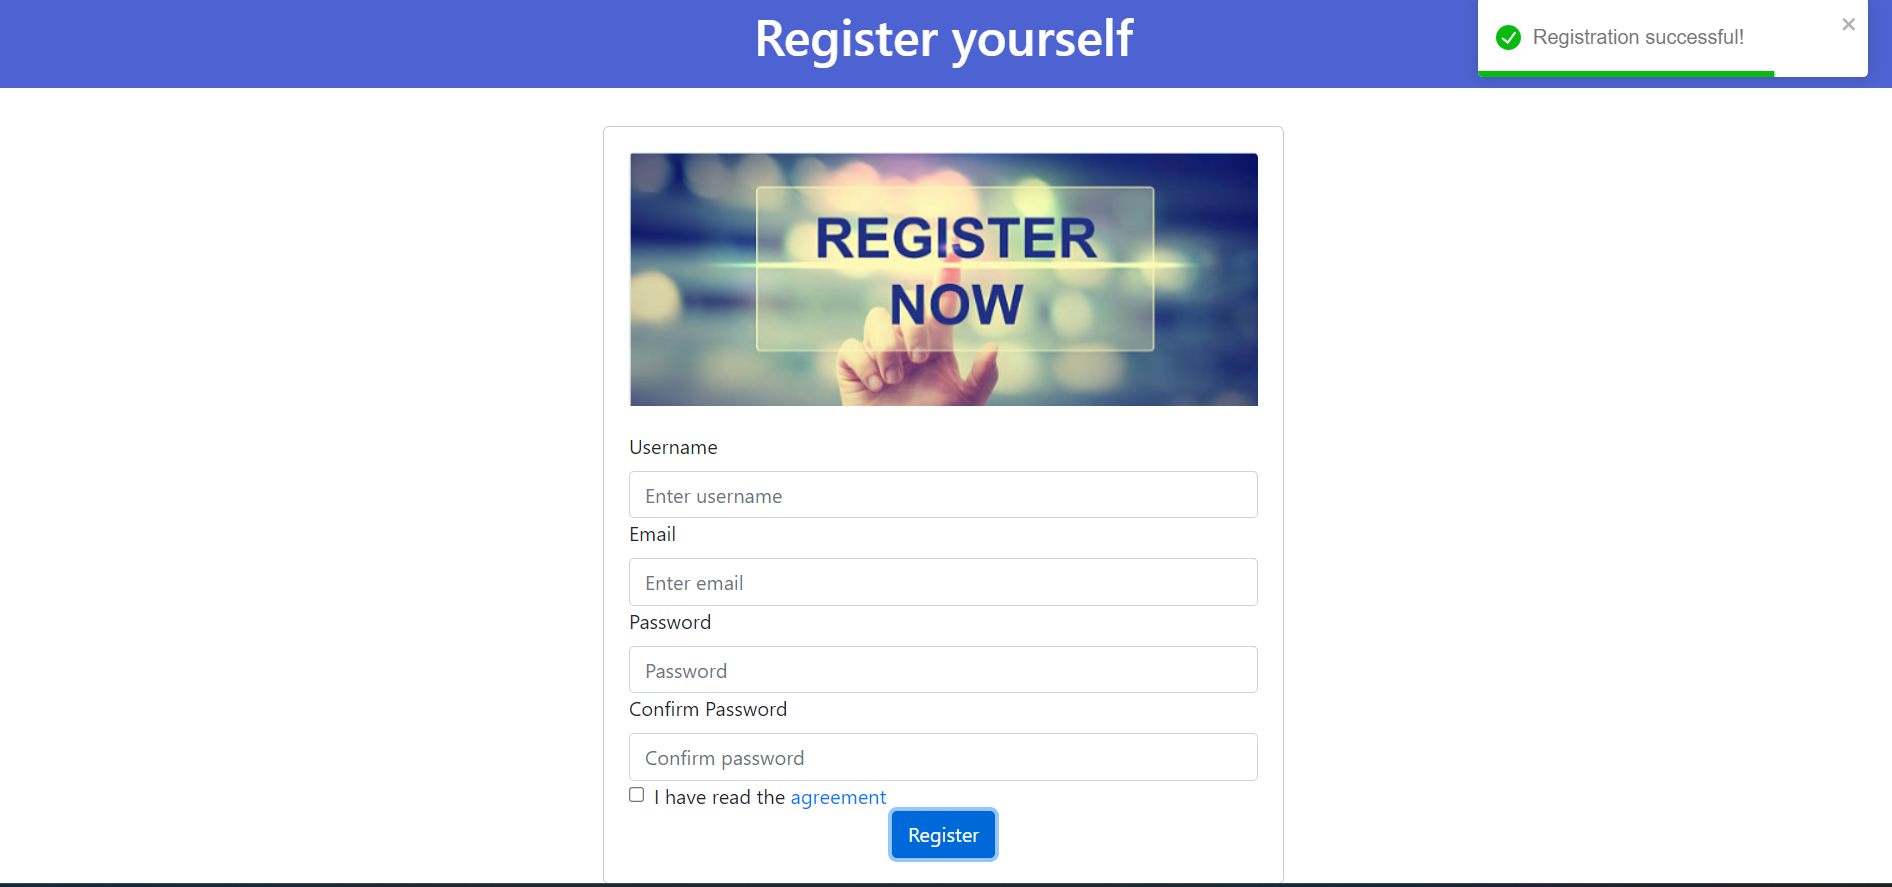 Register yourself
Registration successful!
REGISTER
NOW
Username
Enter username
Email
Enter email
Password
Password
Confirm Password
Confirm password
I have read the agreement
Register